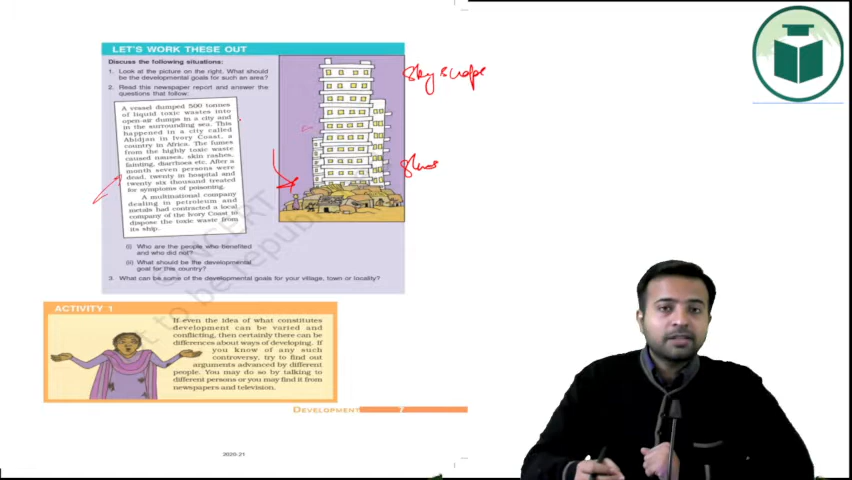 LET'S WORK THESE OUT
Discuss the following situations:
1. Look at the picture on the right. What should
be the developmental goals for such an area?
2. Read this newspaper report and answer the
questions that follow:
A vessel dumped 500 tonnes
of liquid toxic wastes into
open-air dumps in a city and
in the surrounding sea. This
happened in a city called
Abidjan in Ivory Coast, a
country in Africa. The fumes
from the highly toxic waste
caused nausea, skin rashes,
fainting, diarrhoea etc. After a
month seven persons were
dead, twenty in hospital and
twenty six thousand treated
for symptoms of poisoning.
A multinational company
dealing in petroleum and
metals had contracted a local
company of the Ivory Coast to
dispose the toxic waste from
its ship.
(i) Who are the people who benefited
and who did not?
(ii) What should be the developmental
goal for this country?
3. What can be some of the developmental goals for your village, town or locality?
Sky scrape
© NCERT
not to be republi
ACTIVITY 1
If even the idea of what constitutes
development can be varied and
conflicting, then certainly there can be
differences about ways of developing. If
you know of any such
controversy, try to find out
arguments advanced by different
people. You may do so by talking to
different persons or you may find it from
newspapers and television.
DEVELOPMENT 7
2020-21